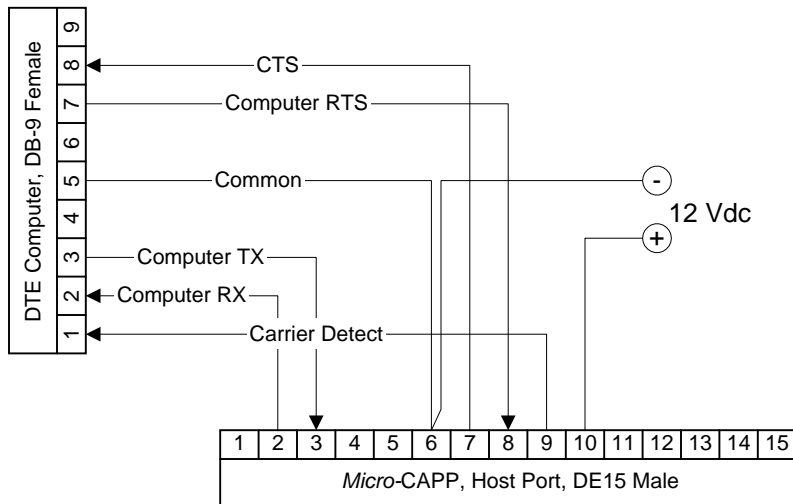 DTE Computer, DB-9 Female
9
8
7
6
5
4
3
2
1
CTS
Computer RTS
Common
-
12 Vdc
+
Computer TX
Computer RX
Carrier Detect
1 2 3 4 5 6 7 8 9 10 11 12 13 14 15
Micro-CAPP, Host Port, DE15 Male